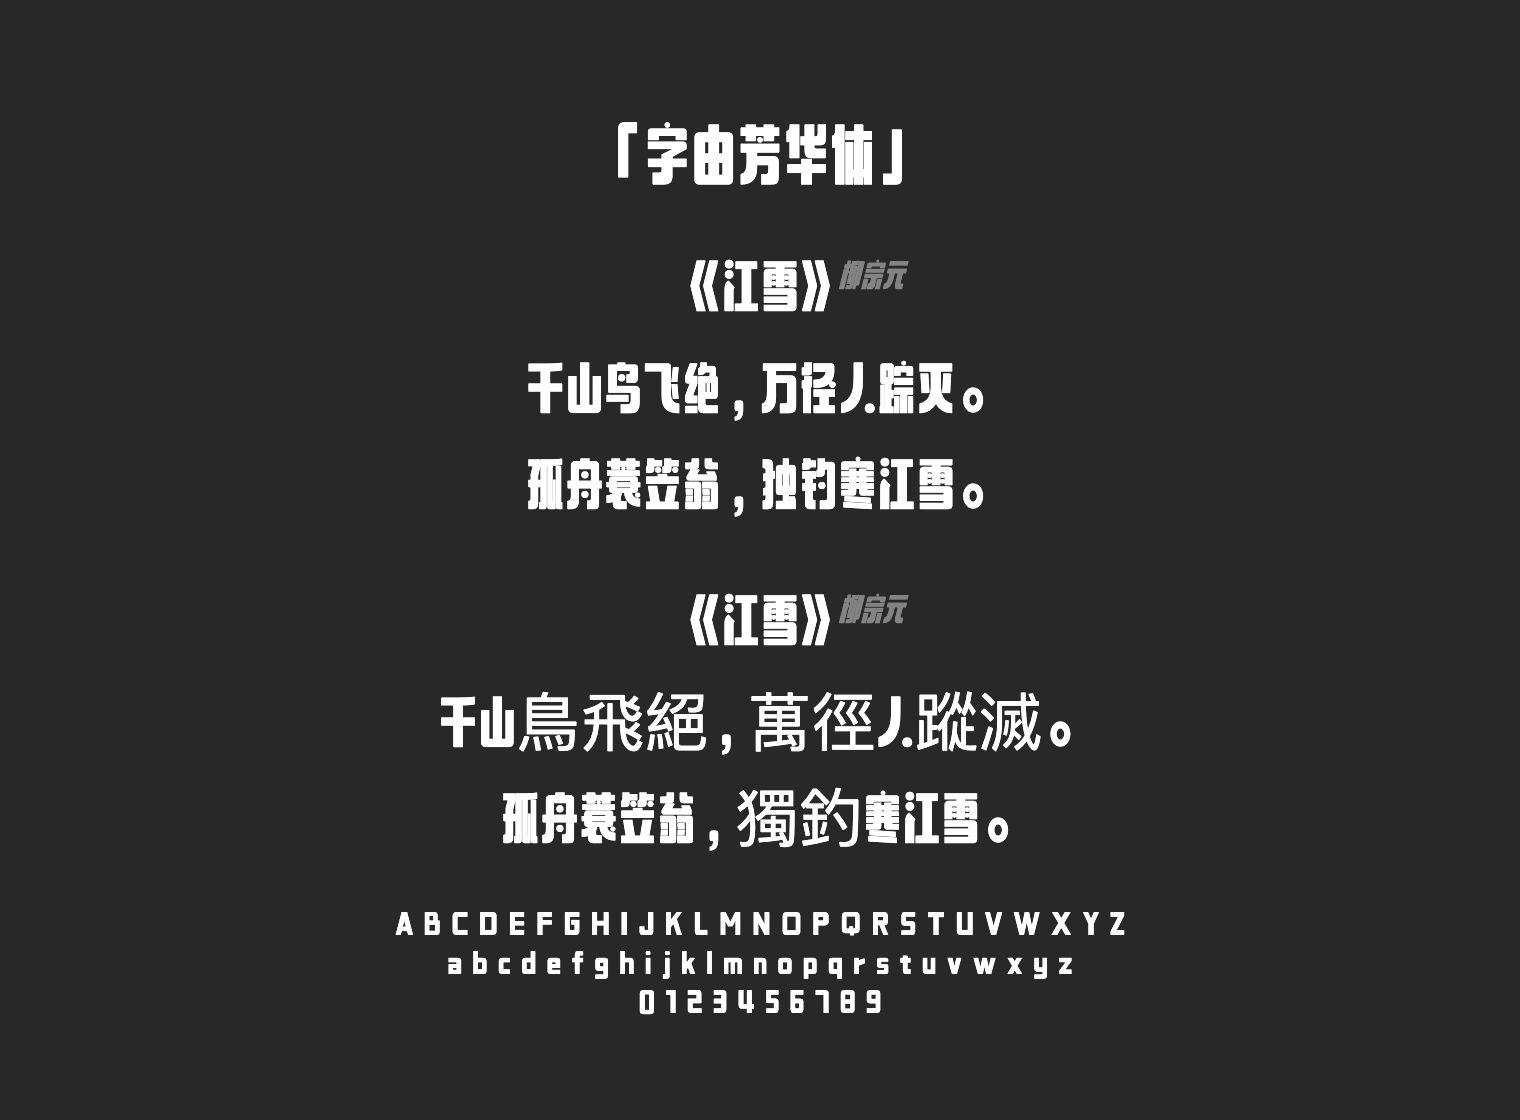 「字由芳华体」
《江雪》柳宗元
千山鸟飞绝，万径人踪灭。
孤舟蓑笠翁，独钓寒江雪。
《江雪》柳宗元
千山鳥飛絕，萬徑人蹤滅。
孤舟蓑笠翁，獨釣寒江雪。
A B C D E F G H I J K L M N O P Q R S T U V W X Y Z
a b c d e f g h i j k l m n o p q r s t u v w x y z
0 1 2 3 4 5 6 7 8 9